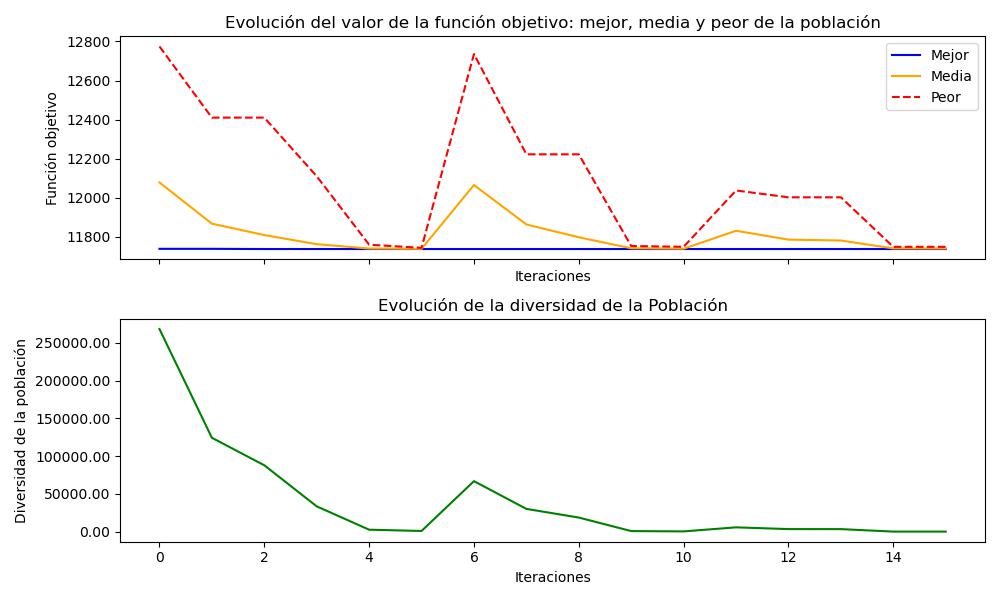 Evolución del valor de la función objetivo: mejor, media y peor de la población
Función objetivo
12800
12600
12400
12200
12000
11800
Mejor
Media
Peor
Iteraciones
Evolución de la diversidad de la Población
Diversidad de la población
250000.00
200000.00
150000.00
100000.00
50000.00
0.00
0 2 4 6 8 10 12 14
Iteraciones